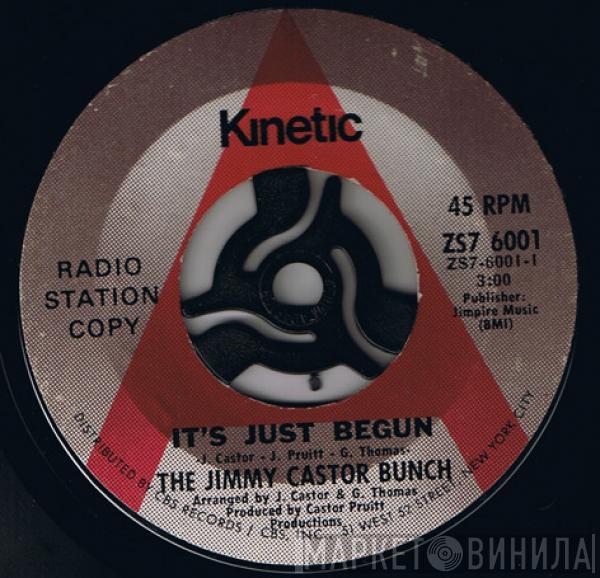 Kinetic
45 RPM
ZS7 6001
ZS7-6001-1
3:00
Publisher:
Jimpire Music
(BMI)
RADIO
STATION
COPY
IT'S JUST BEGUN
-J. Castor - J. Pruitt - G. Thomas-
THE JIMMY CASTOR BUNCH
Arranged by J. Castor & G. Thomas
Produced by Castor Pruitt
Productions
DISTRIBUTED BY CBS RECORDS / CBS, INC. 51 WEST 52 STREET, NEW YORK CITY
МАРКЕТ ВИНИЛА